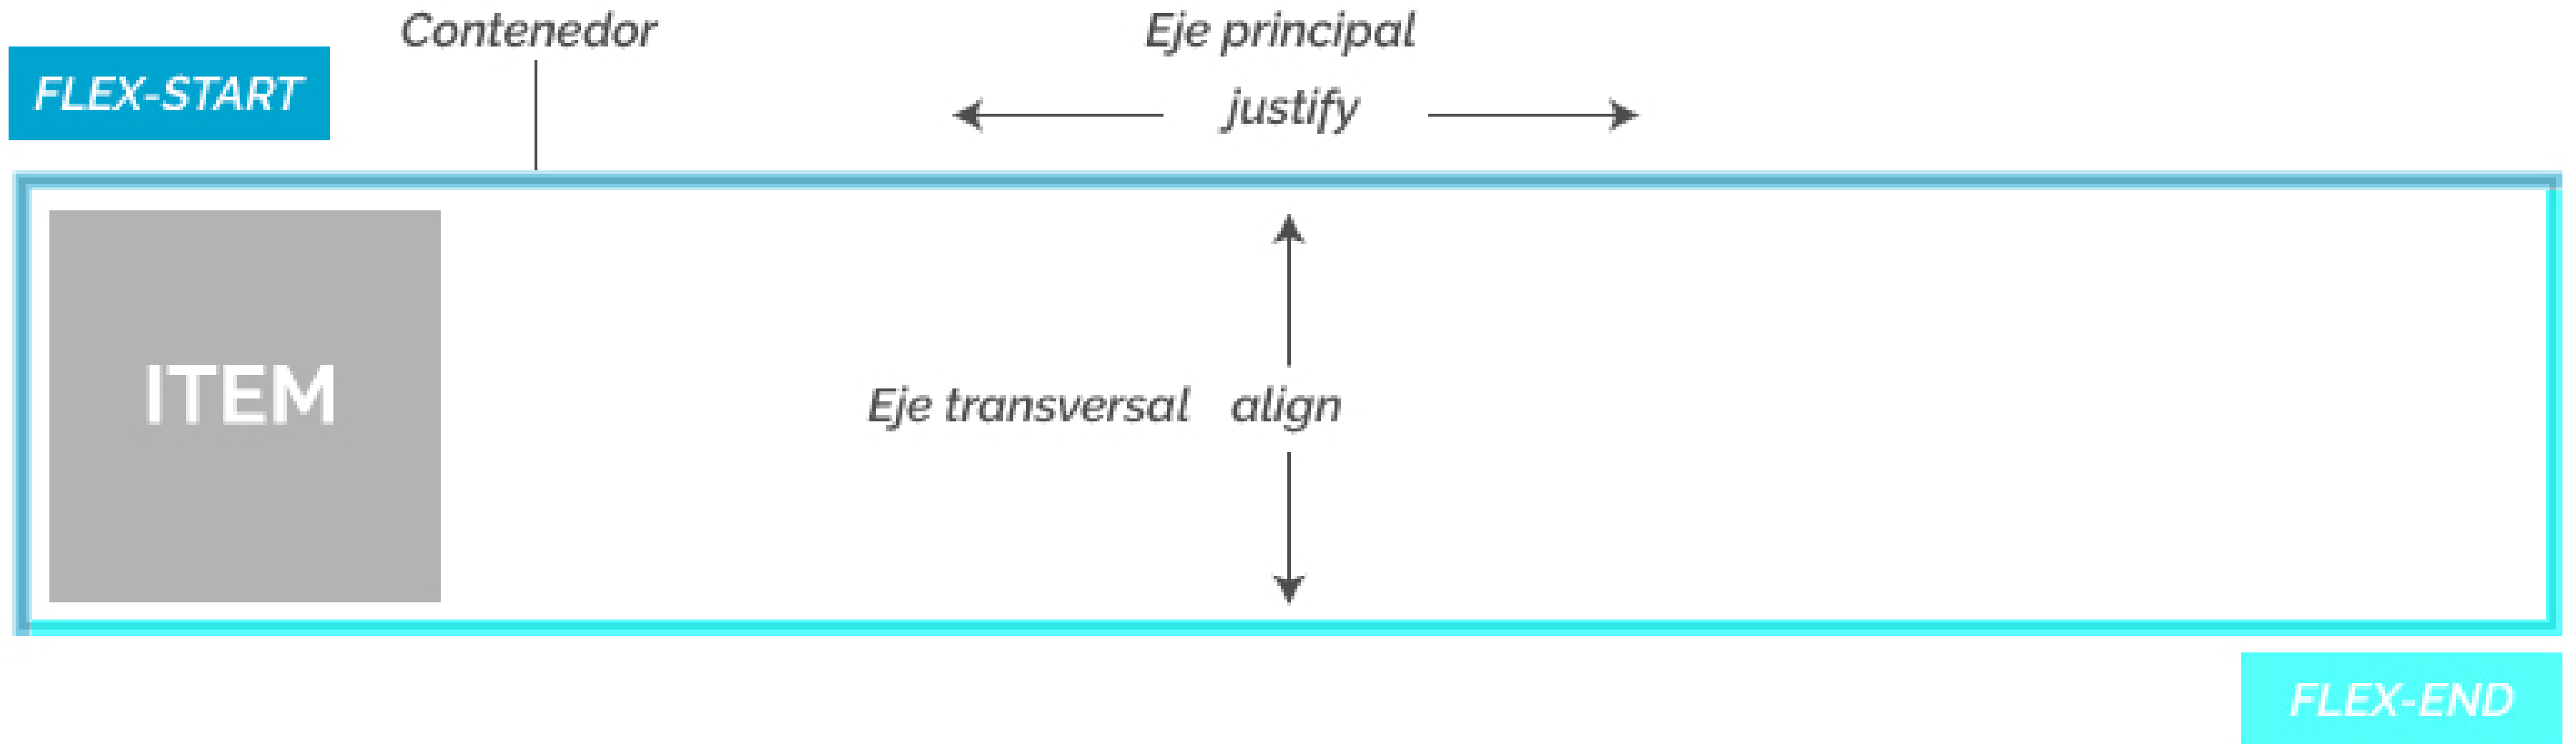 Contenedor
Eje principal
FLEX-START
justify
ITEM
Eje transversal align
FLEX-END